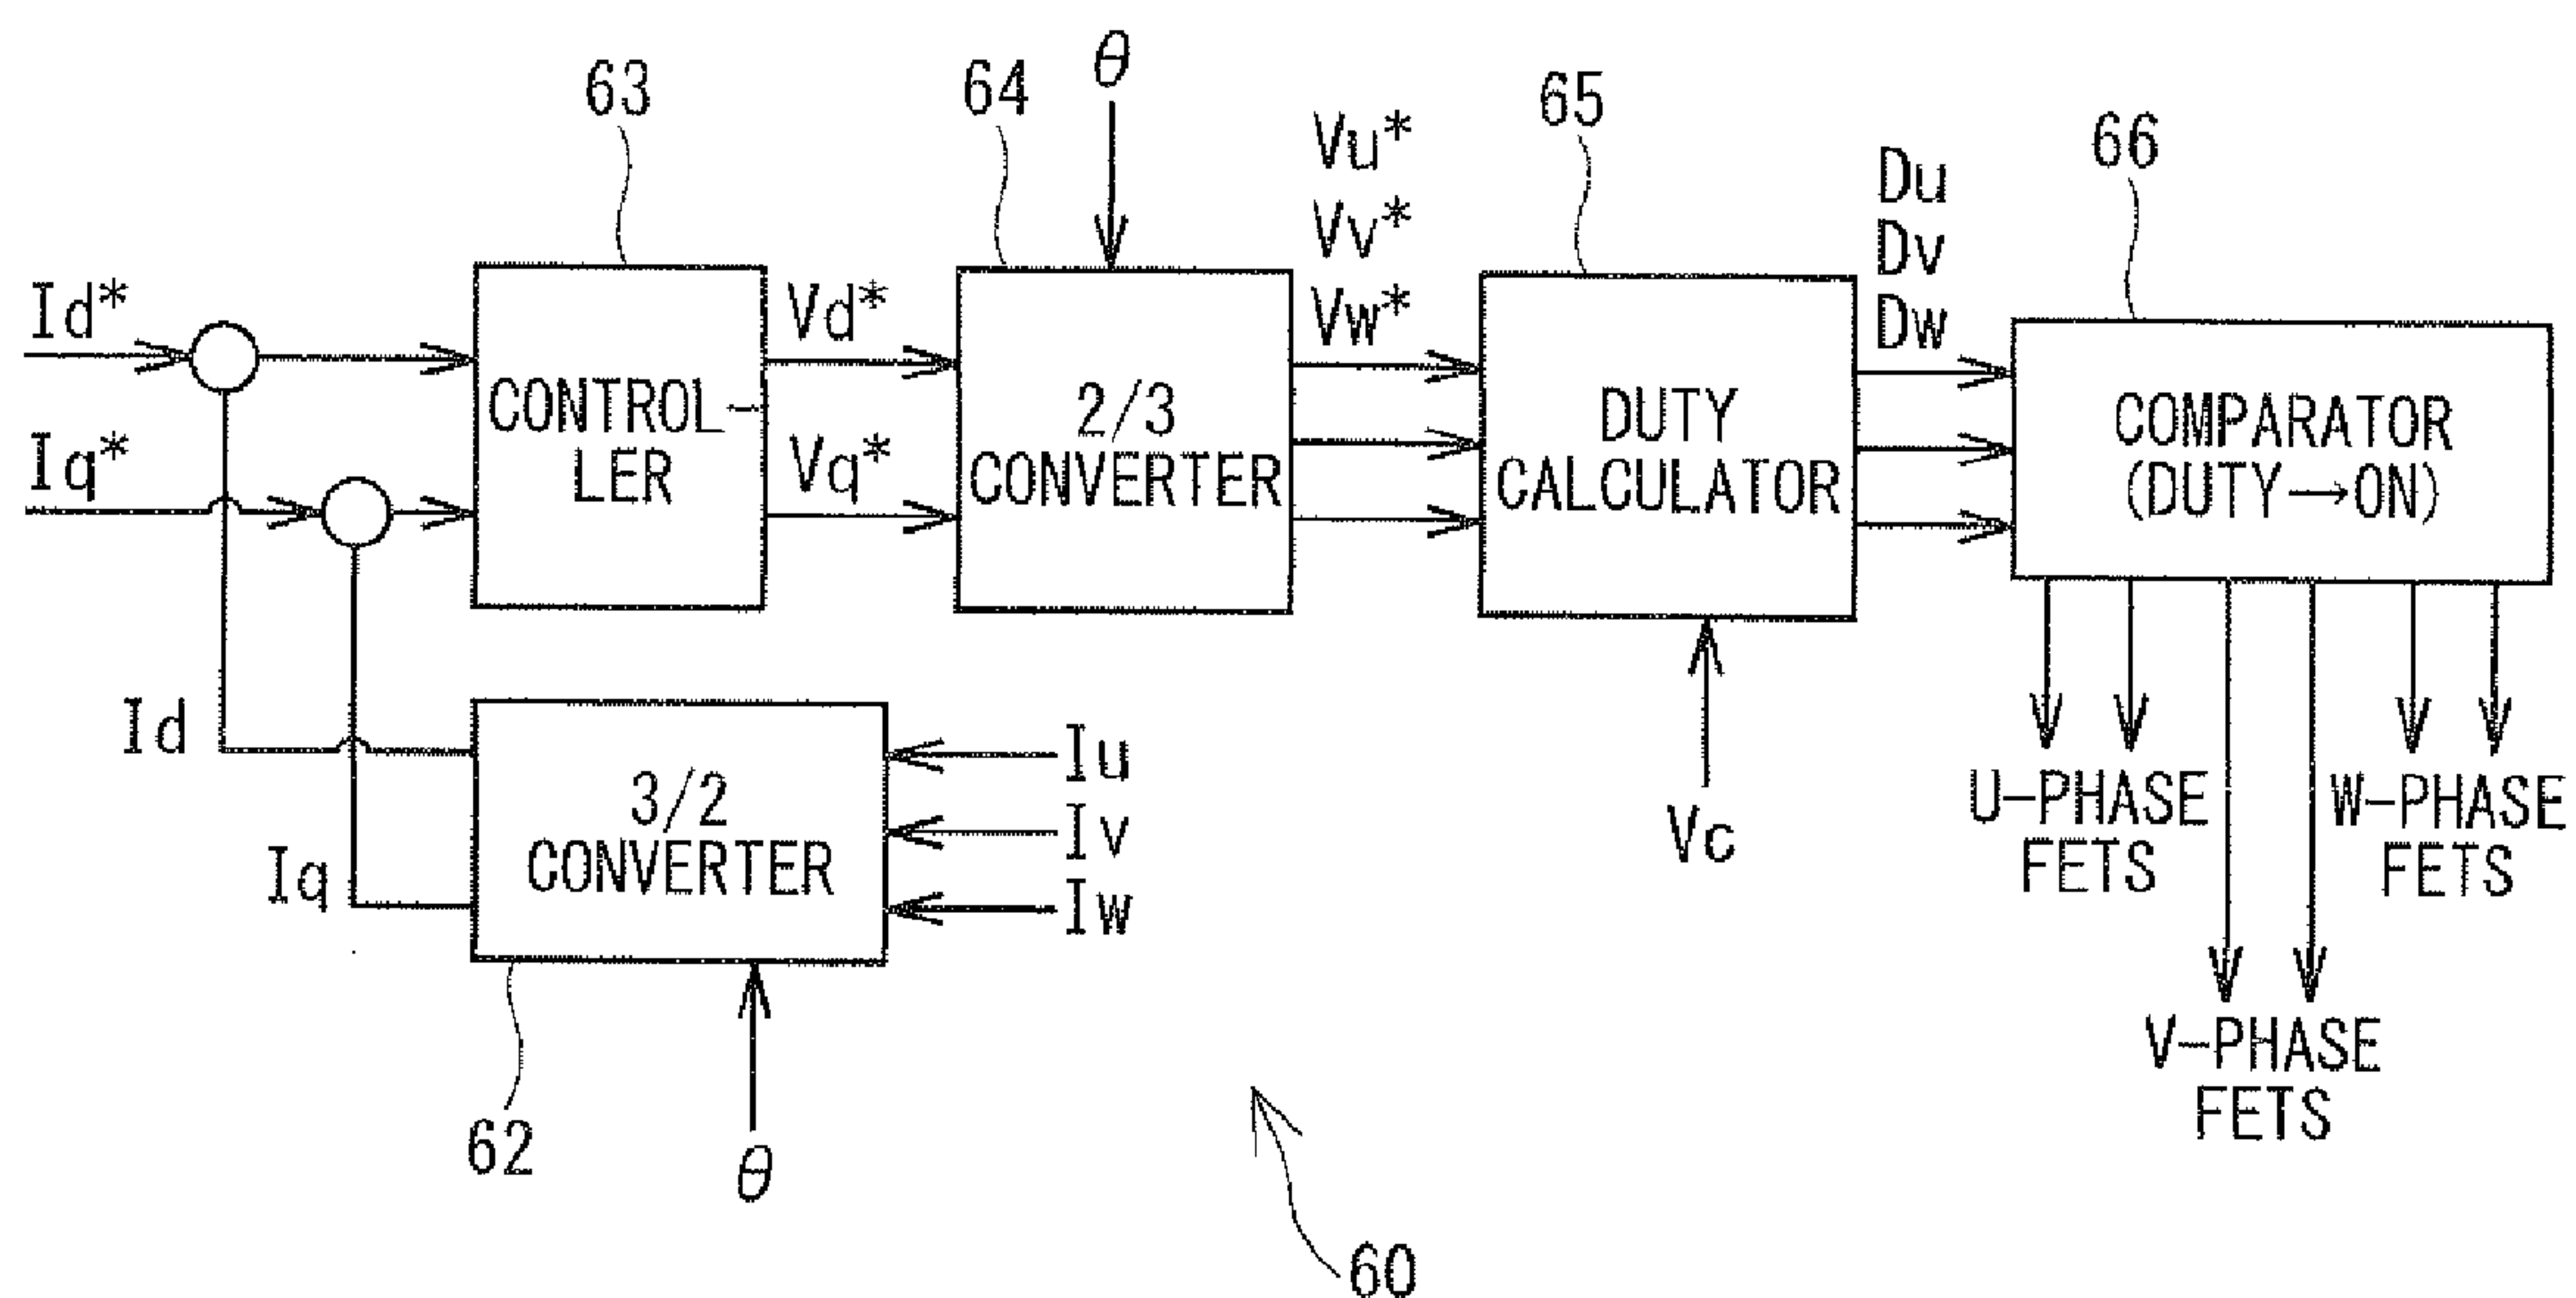 63
64
θ
65
66
Vu*
Vv*
Vw*
Du
Dv
Dw
Id*
Iq*
CONTROL-
LER
Vd*
Vq*
2/3
CONVERTER
DUTY
CALCULATOR
COMPARATOR
(DUTY→ON)
Id
Iq
3/2
CONVERTER
Iu
Iv
Iw
Vc
U-PHASE
FETS
W-PHASE
FETS
V-PHASE
FETS
62
θ
60